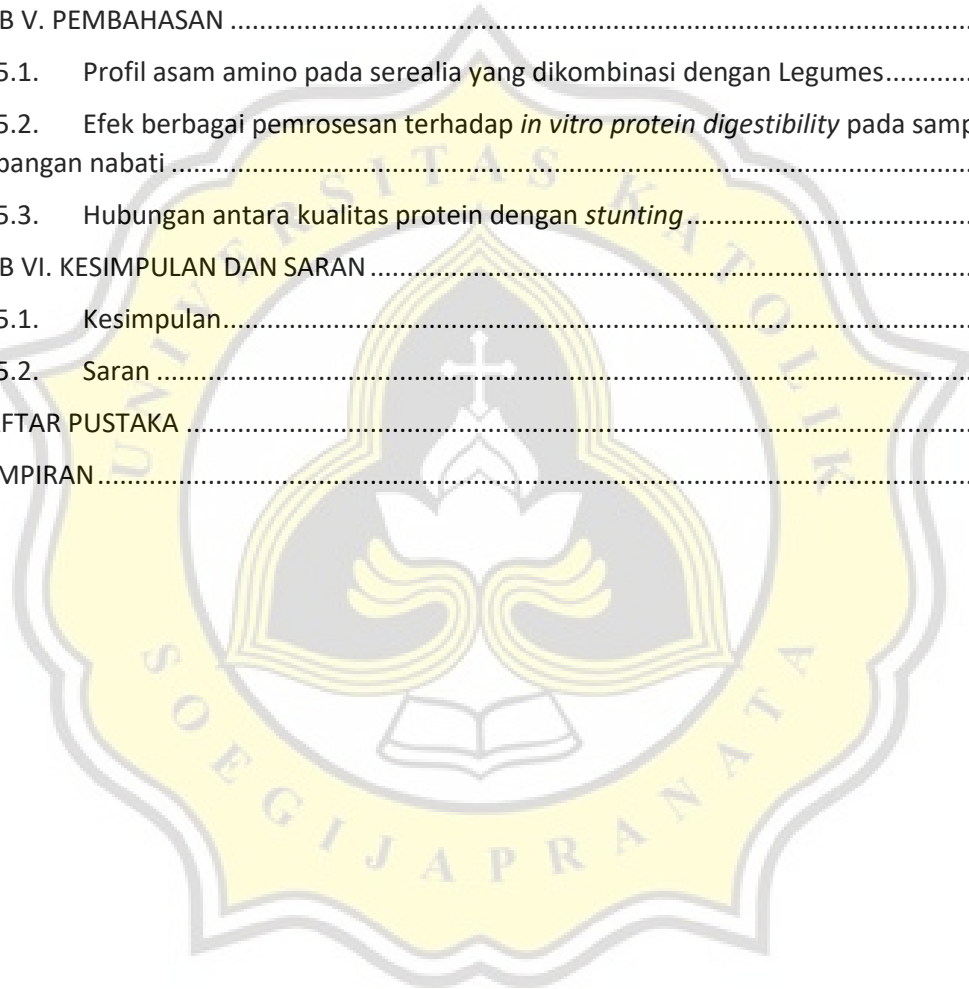 B V. PEMBAHASAN ................................................................
5.1. Profil asam amino pada serealia yang dikombinasi dengan Legumes..............
5.2. Efek berbagai pemrosesan terhadap in vitro protein digestibility pada samp
pangan nabati ................................................................
5.3. Hubungan antara kualitas protein dengan stunting ..............................
B VI. KESIMPULAN DAN SARAN ................................................................
5.1. Kesimpulan................................................................
5.2. Saran ................................................................
FTAR PUSTAKA ................................................................
MPIRAN................................................................
UNIVERSITAS KATOLIK
SOEGIJAPRANATA